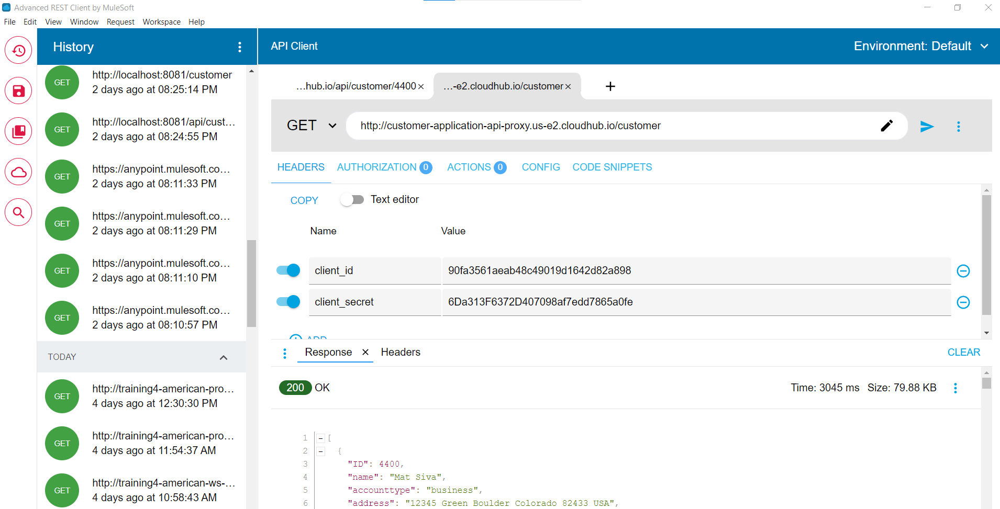 Advanced REST Client by MuleSoft
File Edit View Window Request Workspace Help
History
API Client
Environment: Default
GET
http://localhost:8081/customer
2 days ago at 08:25:14 PM
GET
http://localhost:8081/api/cust...
2 days ago at 08:24:55 PM
GET
https://anypoint.mulesoft.co...
2 days ago at 08:11:33 PM
GET
https://anypoint.mulesoft.co...
2 days ago at 08:11:29 PM
GET
https://anypoint.mulesoft.co...
2 days ago at 08:11:10 PM
GET
https://anypoint.mulesoft.co...
2 days ago at 08:10:57 PM
TODAY
GET
http://training4-american-pro...
4 days ago at 12:30:30 PM
GET
http://training4-american-pro...
4 days ago at 11:54:37 AM
GET
http://training4-american-ws-...
4 days ago at 10:58:43 AM
...hub.io/api/customer/4400
...-e2.cloudhub.io/customer
GET
http://customer-application-api-proxy.us-e2.cloudhub.io/customer
HEADERS AUTHORIZATION 0 ACTIONS 0 CONFIG CODE SNIPPETS
COPY Text editor
Name Value
client_id 90fa3561aeab48c49019d1642d82a898
client_secret 6Da313F6372D407098af7edd7865a0fe
ADD
Response Headers CLEAR
200 OK Time: 3045 ms Size: 79.88 KB
1 [
2 {
3 "ID": 4400,
4 "name": "Mat Siva",
5 "accounttype": "business",
6 "address": "12345 Green Boulder Colorado 82433 USA",